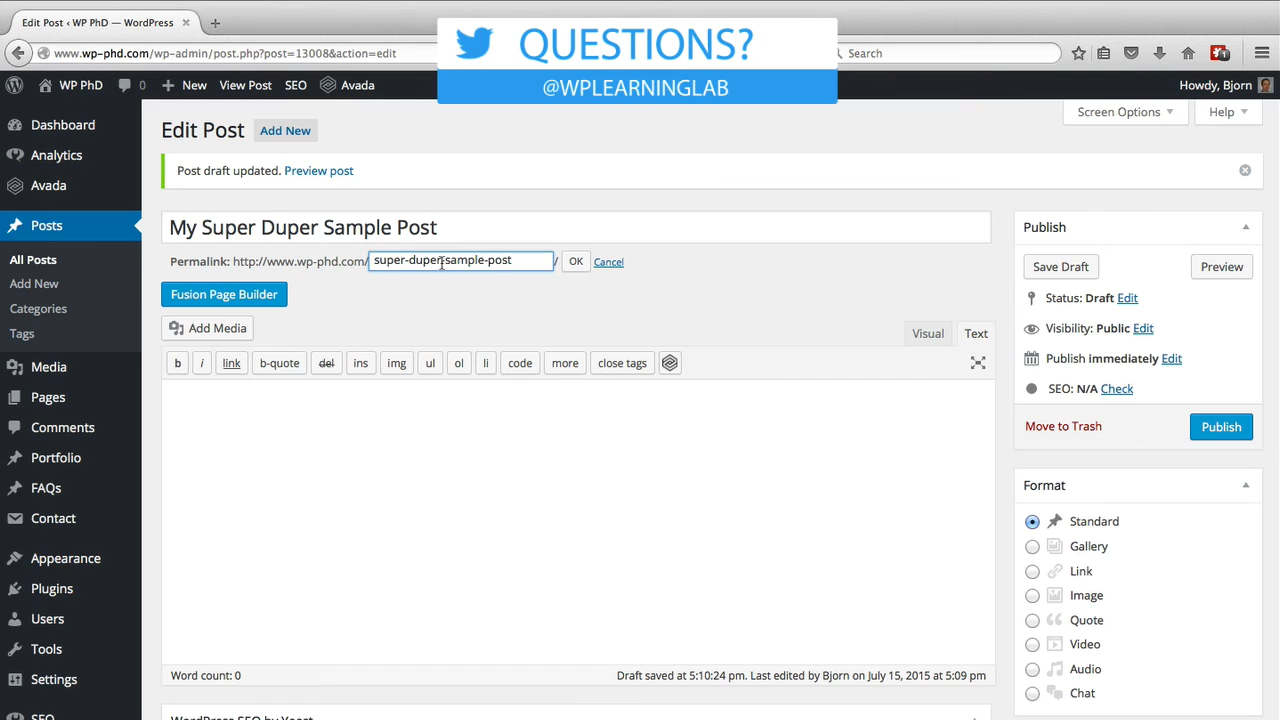 Edit Post ‹ WP PhD — WordPress
QUESTIONS?
@WPLEARNINGLAB
www.wp-phd.com/wp-admin/post.php?post=13008&action=edit
Search
1
WP PhD
0
New
View Post
SEO
Avada
Howdy, Bjorn
Dashboard
Analytics
Avada
Posts
All Posts
Add New
Categories
Tags
Media
Pages
Comments
Portfolio
FAQs
Contact
Appearance
Plugins
Users
Tools
Settings
SEO
Screen Options
Help
Edit Post
Add New
Post draft updated. Preview post
My Super Duper Sample Post
Permalink: http://www.wp-phd.com/super-duper-sample-post/
OK
Cancel
Fusion Page Builder
Add Media
Visual
Text
b
i
link
b-quote
del
ins
img
ul
ol
li
code
more
close tags
Word count: 0
Draft saved at 5:10:24 pm. Last edited by Bjorn on July 15, 2015 at 5:09 pm
WordPress SEO by Yoast
Publish
Save Draft
Preview
Status: Draft Edit
Visibility: Public Edit
Publish immediately Edit
SEO: N/A Check
Move to Trash
Publish
Format
Standard
Gallery
Link
Image
Quote
Video
Audio
Chat